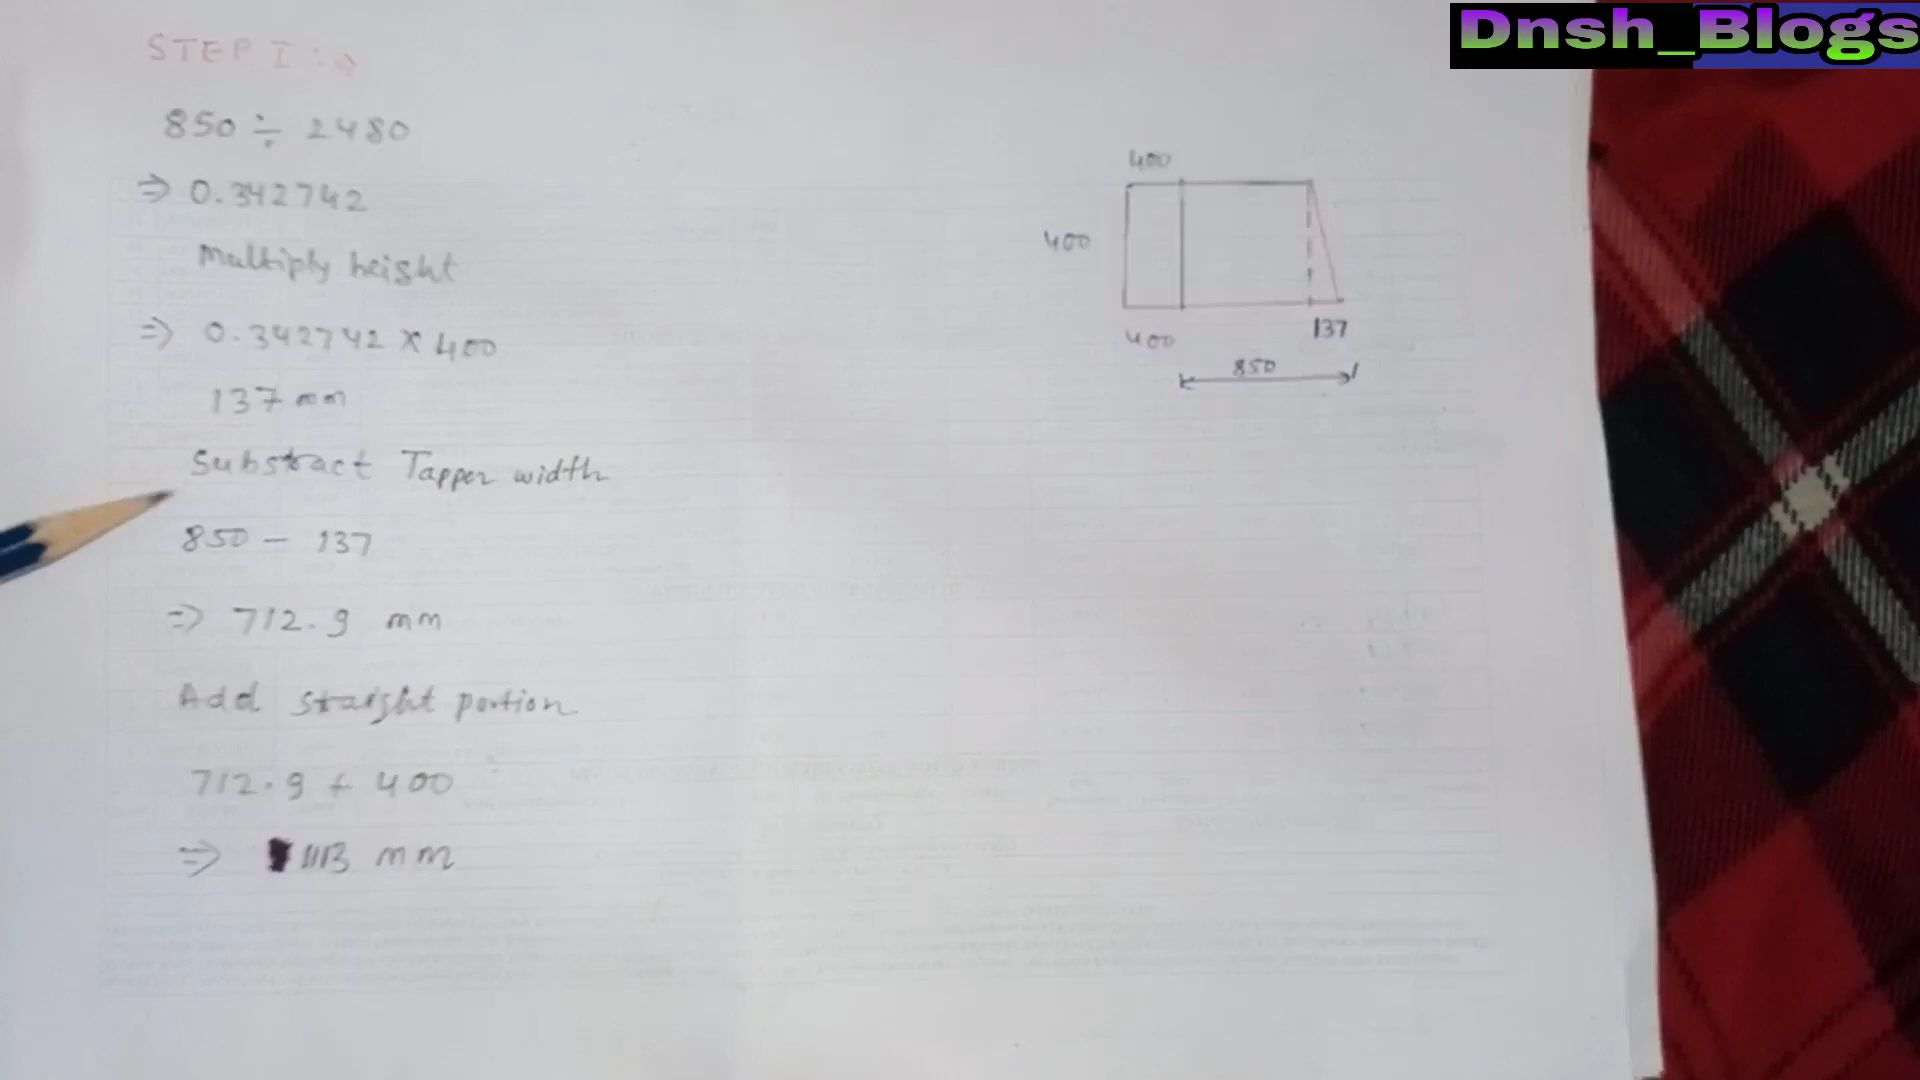 Dnsh_Blogs
STEP I :→
850 ÷ 2480
⇒ 0.342742
Multiply height
⇒ 0.342742 × 400
137 mm
Substract Tapper width
850 - 137
⇒ 712.9 mm
Add straight portion
712.9 + 400
⇒ 1113 mm
400
400
400
137
850